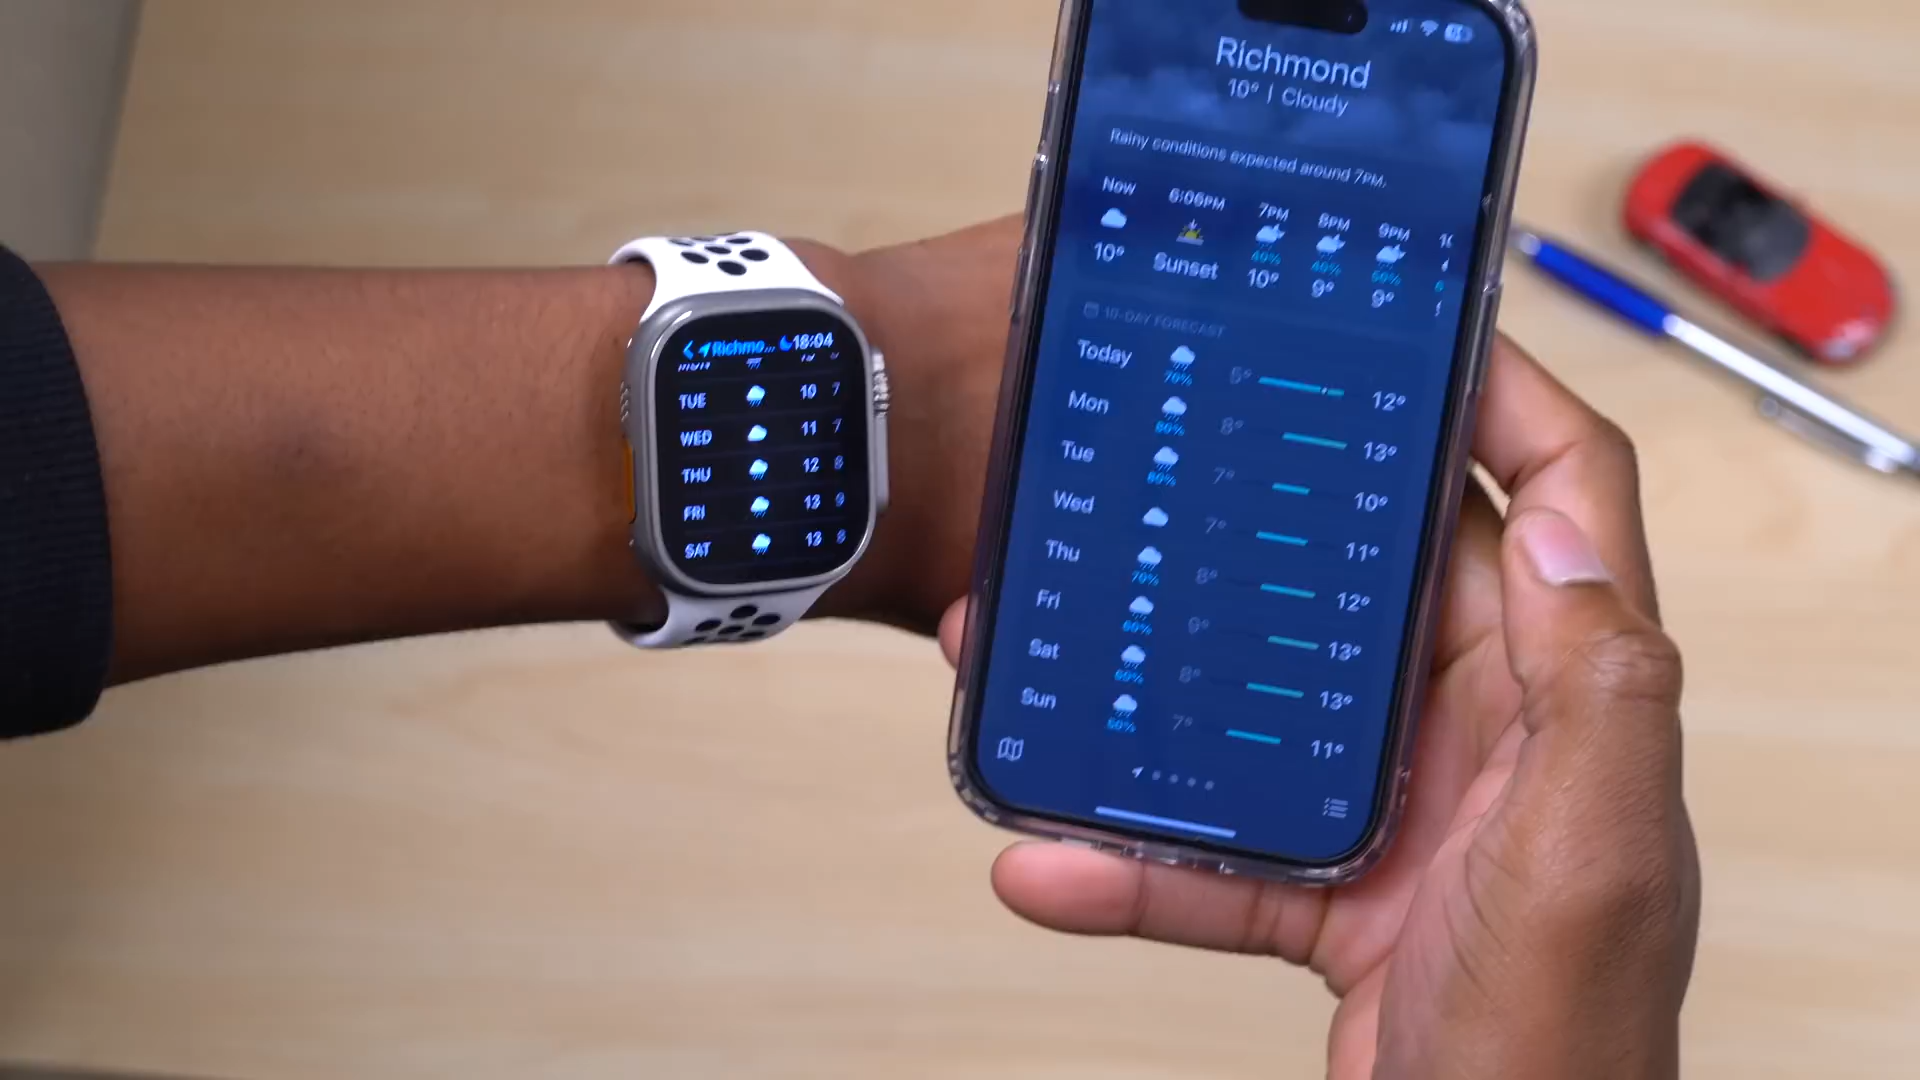 Richmo... 18:04
TUE 10 7
WED 11 7
THU 12 8
FRI 13 9
SAT 13 8
Richmond
10° | Cloudy
Rainy conditions expected around 7PM.
Now 6:06PM 7PM 8PM 9PM
40% 40% 50%
10° Sunset 10° 9° 9°
10-DAY FORECAST
Today 70% 5° 12°
Mon 80% 8° 13°
Tue 80% 7° 10°
Wed 7° 11°
Thu 70% 8° 12°
Fri 60% 9° 13°
Sat 60% 8° 13°
Sun 50% 7° 11°